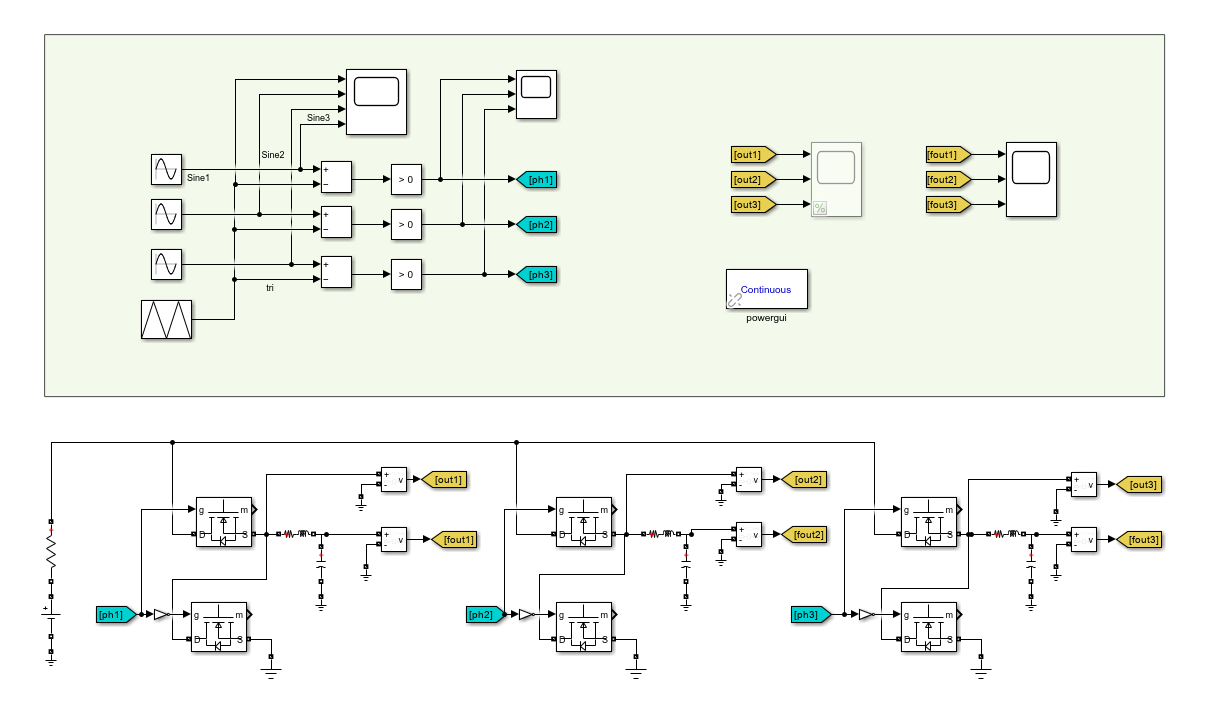 Sine3
Sine2
Sine1
+
−
> 0
[ph1]
+
−
> 0
[ph2]
+
−
> 0
[ph3]
tri
[out1]
[out2]
[out3]
%
[fout1]
[fout2]
[fout3]
Continuous
powergui
+
[ph1]
g
m
D
S
g
m
D
S
+
-
v
[out1]
+
-
v
[fout1]
+
+
[ph2]
g
m
D
S
g
m
D
S
+
-
v
[out2]
+
-
v
[fout2]
+
[ph3]
g
m
D
S
g
m
D
S
+
-
v
[out3]
+
-
v
[fout3]
+